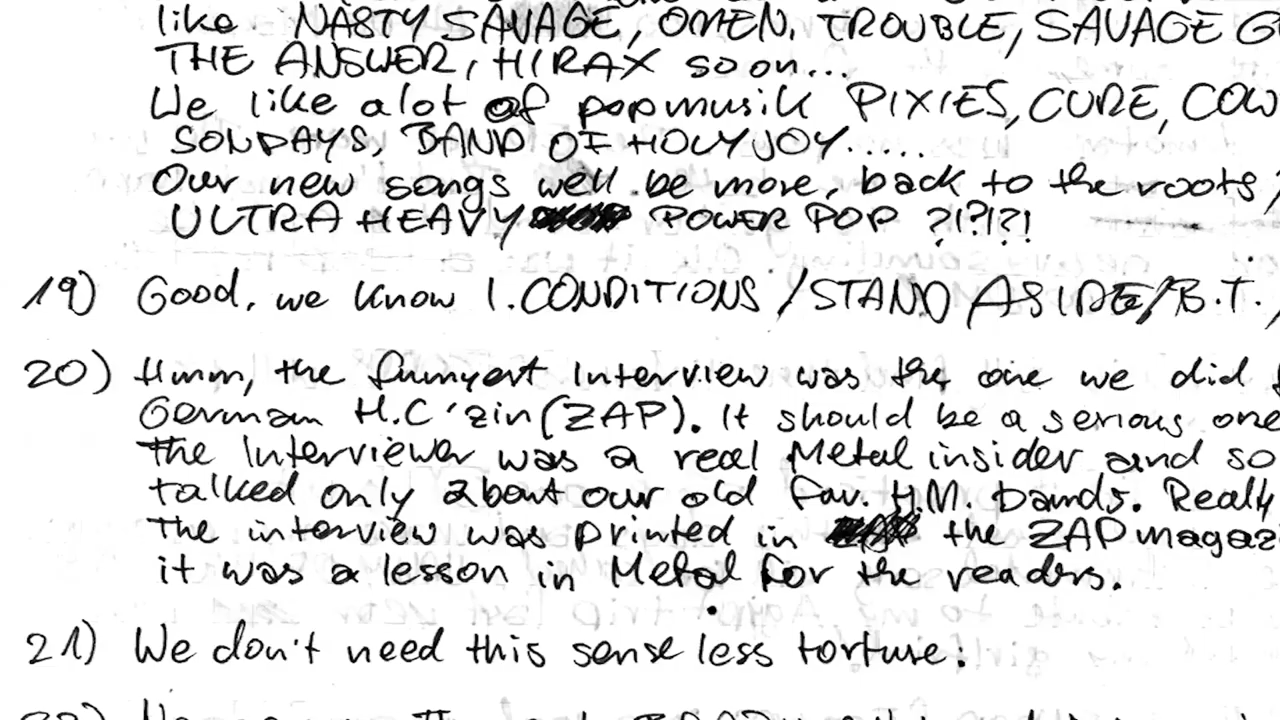 like NASTY SAVAGE, OMEN, TROUBLE, SAVAGE G
THE ANSWER, HIRAX so on...
We like alot of popmusik PIXIES, CURE, COW
SONDAYS, BAND OF HOLY JOY.....
Our new songs well be more, back to the roots,
ULTRA HEAVY POWER POP ?!?!?!
19) Good, we know I. CONDITIONS / STAND ASIDE / B.T. /
20) Hmm, the funnyest Interview was the one we did f
German H.C'zin (ZAP). It should be a serious one
the Interviewer was a real Metal insider and so
talked only about our old fav. H.M. bands. Really
The interview was printed in the ZAP magaz
it was a lesson in Metal for the readers.
21) We don't need this sense less torture!